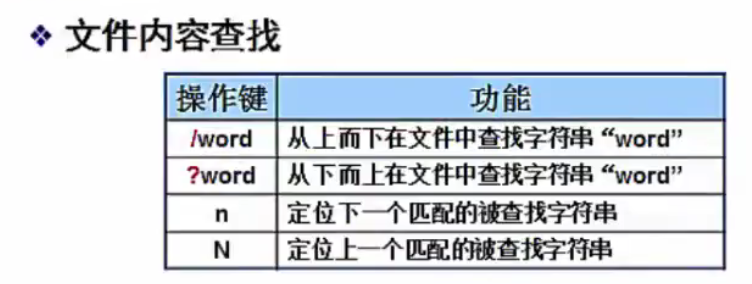 ❖ 文件内容查找
操作键 功能
/word 从上而下在文件中查找字符串“word”
?word 从下而上在文件中查找字符串“word”
n 定位下一个匹配的被查找字符串
N 定位上一个匹配的被查找字符串